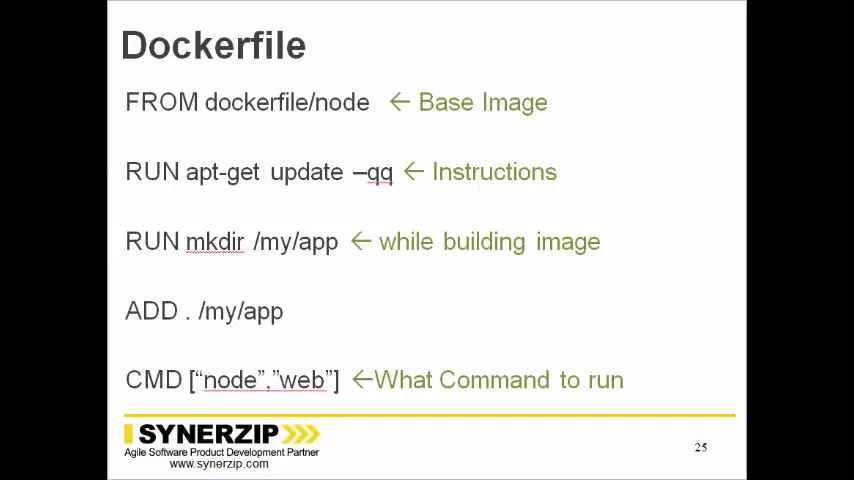 Dockerfile
FROM dockerfile/node ← Base Image
RUN apt-get update –qq ← Instructions
RUN mkdir /my/app ← while building image
ADD . /my/app
CMD [“node”,”web”] ←What Command to run
SYNERZIP
Agile Software Product Development Partner
www.synerzip.com
25